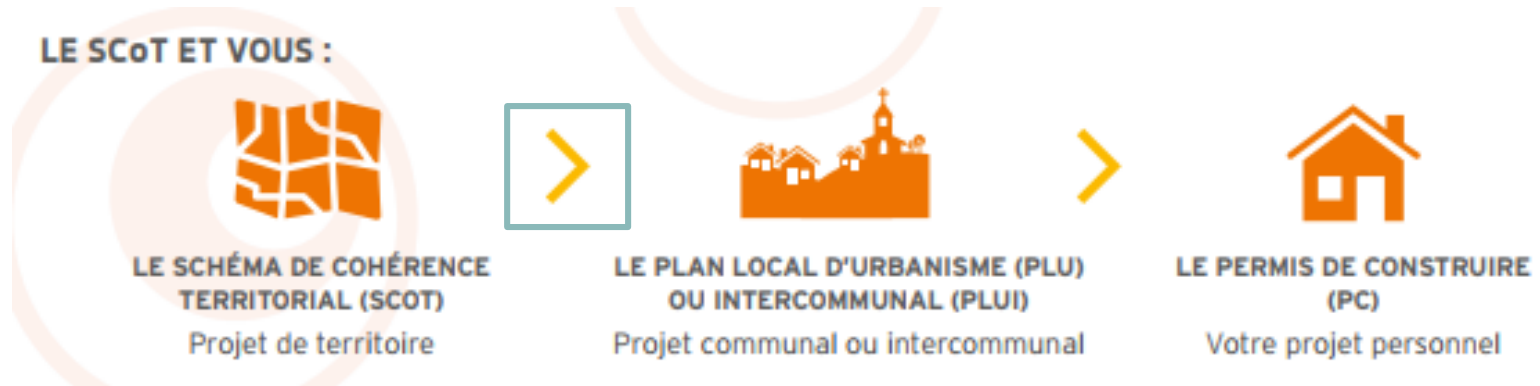 LE SCoT ET VOUS :
LE SCHÉMA DE COHÉRENCE
TERRITORIAL (SCOT)
Projet de territoire
LE PLAN LOCAL D'URBANISME (PLU)
OU INTERCOMMUNAL (PLUI)
Projet communal ou intercommunal
LE PERMIS DE CONSTRUIRE
(PC)
Votre projet personnel